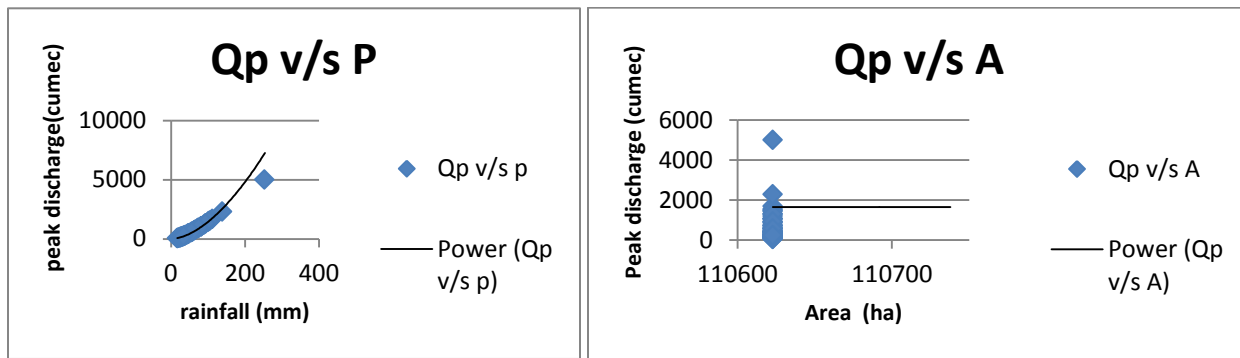 Qp v/s P
peak discharge(cumec)
10000
5000
0
0
200
400
rainfall (mm)
Qp v/s p
Power (Qp
v/s p)
Qp v/s A
Peak discharge (cumec)
6000
4000
2000
0
110600
110700
Area (ha)
Qp v/s A
Power (Qp
v/s A)